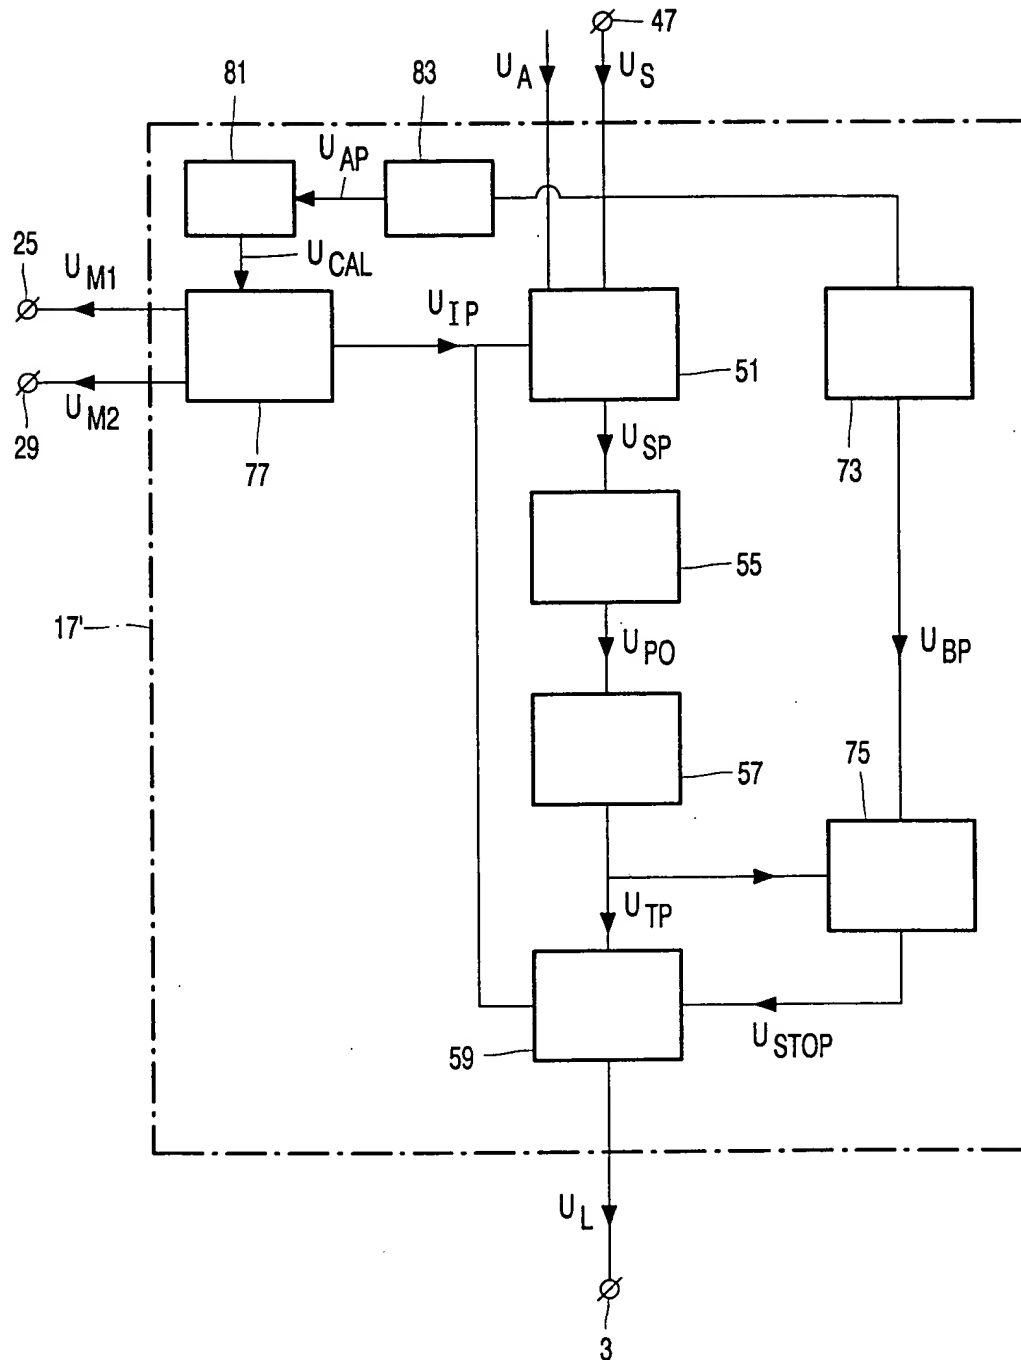 47
U_A
U_S
81
83
U_AP
U_CAL
25
U_M1
U_IP
51
U_M2
29
77
73
U_SP
55
17'
U_PO
U_BP
57
75
U_TP
59
U_STOP
U_L
3